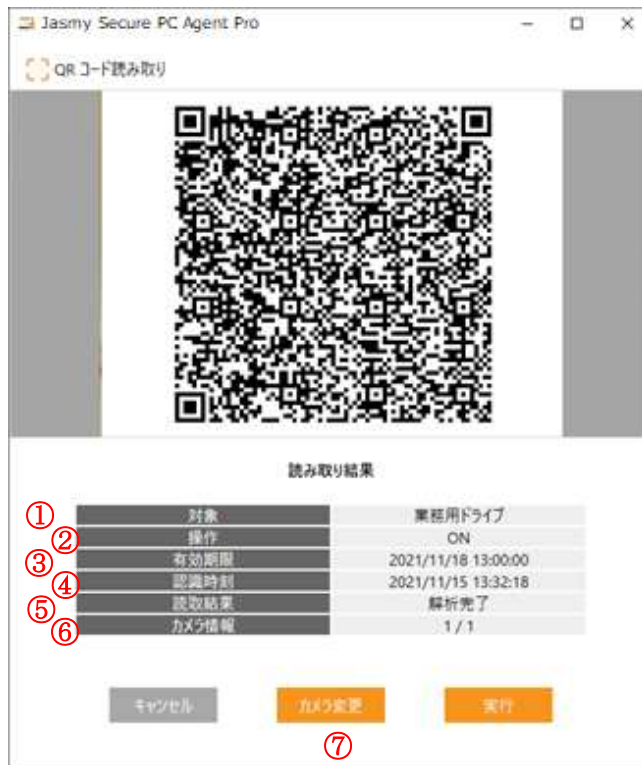 Jasmy Secure PC Agent Pro
QRコード読み取り
読み取り結果
① 対象 業務用ドライブ
② 操作 ON
③ 有効期限 2021/11/18 13:00:00
④ 認識時刻 2021/11/15 13:32:18
⑤ 読取結果 解析完了
⑥ カメラ情報 1 / 1
キャンセル カメラ変更 実行
⑦